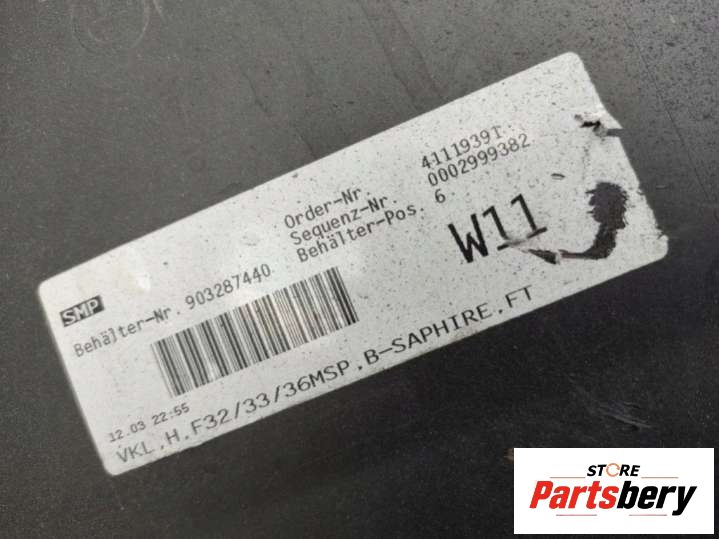 SMP
Order-Nr. 41119391
Sequenz-Nr. 0002999382
Behälter-Pos. 6
Behälter-Nr. 903287440
W11
12.03 22:55
VKL.H.F32/33/36MSP.B-SAPHIRE.FT
STORE
Partsbery